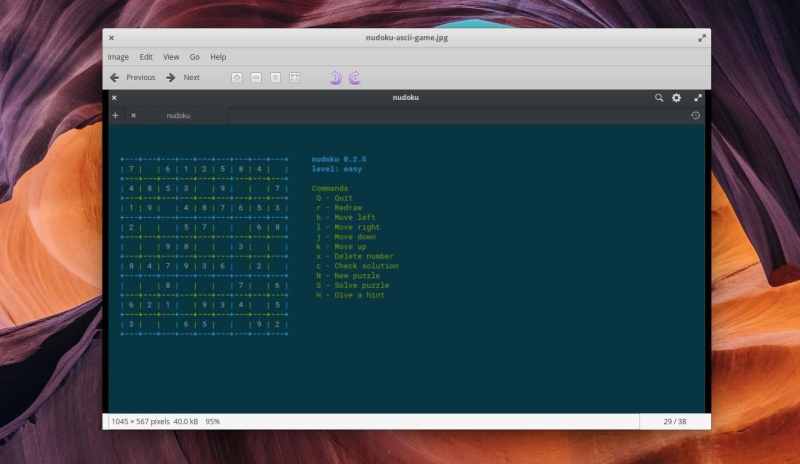 nudoku-ascii-game.jpg
Image Edit View Go Help
Previous Next
nudoku
nudoku
| 7 | | 6 | 1 | 2 | 5 | 8 | 4 | |
| 4 | 8 | 5 | 3 | | 9 | | | 7 |
| 1 | 9 | | 4 | 8 | 7 | 6 | 5 | 3 |
| 2 | | | 5 | 7 | | | 6 | 8 |
| | | 9 | 8 | | | 3 | | |
| 8 | 4 | 7 | 9 | 3 | 6 | | 2 | |
| | | 8 | | | | 7 | | 6 |
| 6 | 2 | 1 | | 9 | 3 | 4 | | 5 |
| 3 | | | 6 | 5 | | | 9 | 2 |
nudoku 0.2.5
level: easy
Commands
Q - Quit
r - Redraw
h - Move left
l - Move right
j - Move down
k - Move up
x - Delete number
c - Check solution
N - New puzzle
S - Solve puzzle
H - Give a hint
1045 × 567 pixels 40,0 kB 95%
29 / 38